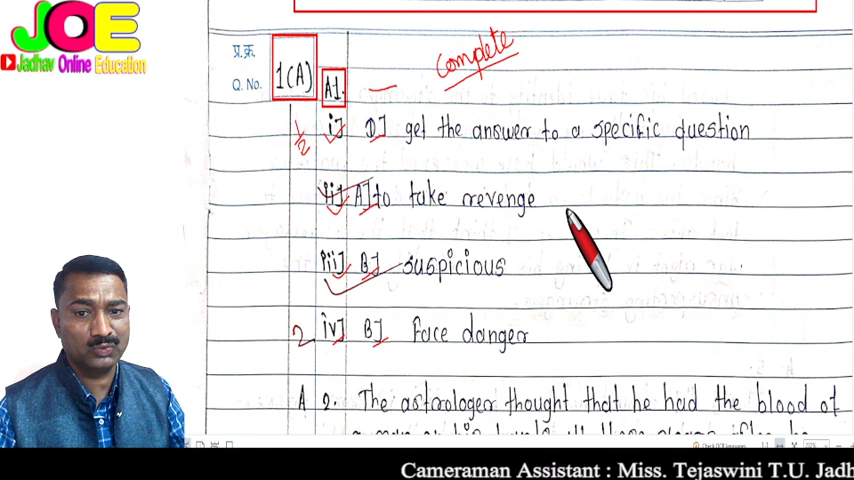 JOE
Jadhav Online Education
प्र.क्र.
Q. No.
1(A)
A1.
Complete
½
i] D] get the answer to a specific question
ii] A] to take revenge
iii] B] suspicious
2 iv] B] Face danger
A 2. The astrologer thought that he had the blood of
Cameraman Assistant : Miss. Tejaswini T.U. Jadh